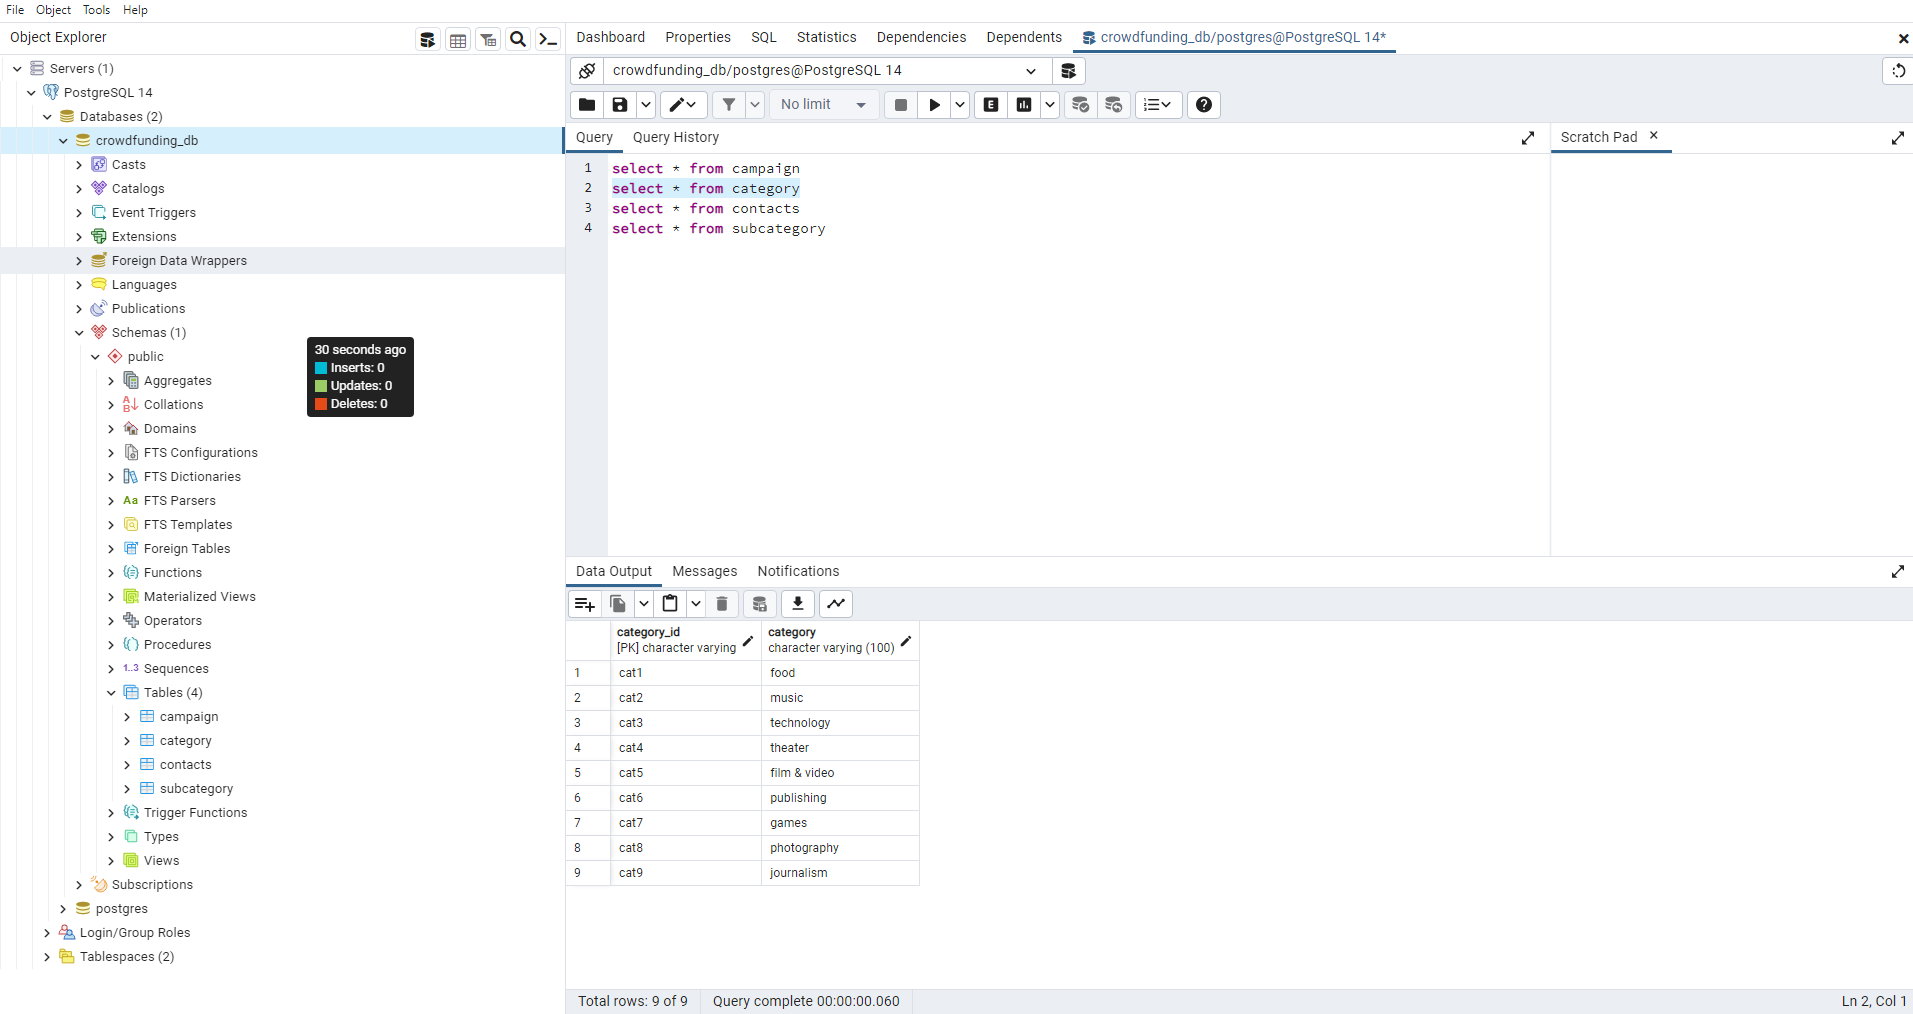 File Object Tools Help
Object Explorer
Servers (1)
PostgreSQL 14
Databases (2)
crowdfunding_db
Casts
Catalogs
Event Triggers
Extensions
Foreign Data Wrappers
Languages
Publications
Schemas (1)
public
Aggregates
Collations
Domains
FTS Configurations
FTS Dictionaries
Aa FTS Parsers
FTS Templates
Foreign Tables
Functions
Materialized Views
Operators
Procedures
1..3 Sequences
Tables (4)
campaign
category
contacts
subcategory
Trigger Functions
Types
Views
Subscriptions
postgres
Login/Group Roles
Tablespaces (2)
30 seconds ago
Inserts: 0
Updates: 0
Deletes: 0
Dashboard Properties SQL Statistics Dependencies Dependents crowdfunding_db/postgres@PostgreSQL 14*
crowdfunding_db/postgres@PostgreSQL 14
No limit E
Query Query History
1 select * from campaign
2 select * from category
3 select * from contacts
4 select * from subcategory
Scratch Pad
Data Output Messages Notifications
category_id category
[PK] character varying character varying (100)
1 cat1 food
2 cat2 music
3 cat3 technology
4 cat4 theater
5 cat5 film & video
6 cat6 publishing
7 cat7 games
8 cat8 photography
9 cat9 journalism
Total rows: 9 of 9 Query complete 00:00:00.060 Ln 2, Col 1